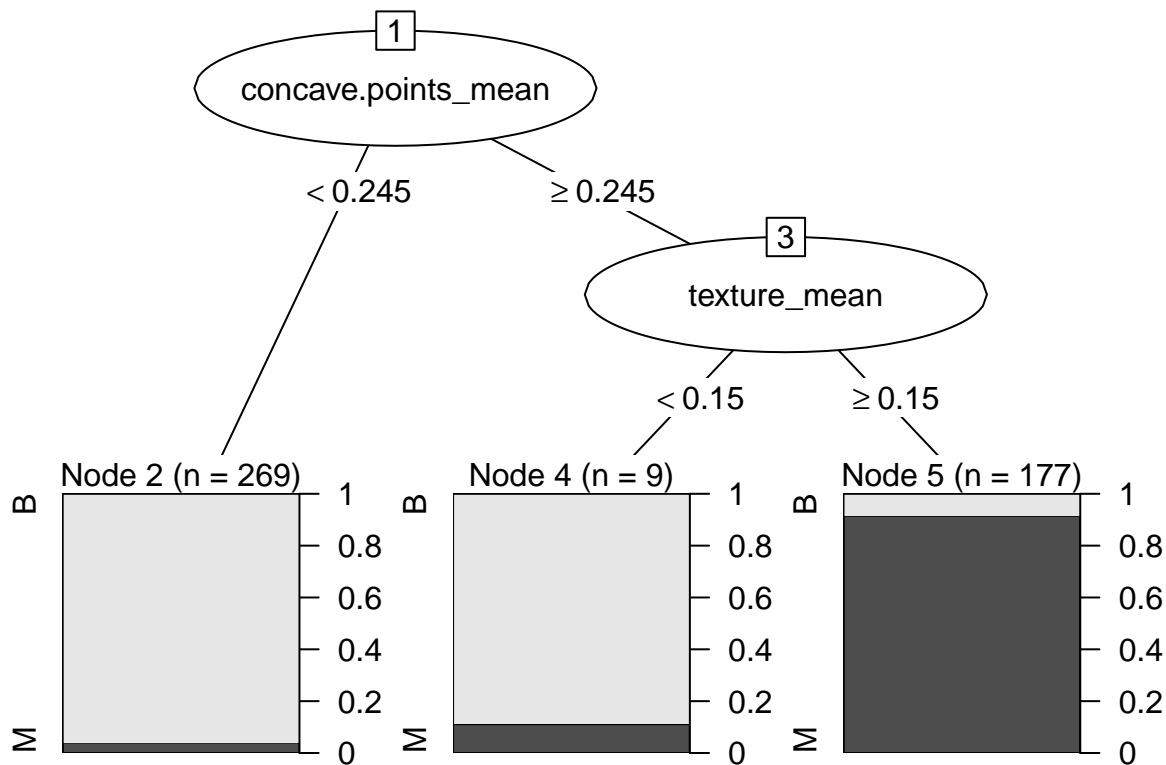 1
concave.points_mean
< 0.245
≥ 0.245
3
texture_mean
< 0.15
≥ 0.15
Node 2 (n = 269)
B
M
1
0.8
0.6
0.4
0.2
0
Node 4 (n = 9)
B
M
1
0.8
0.6
0.4
0.2
0
Node 5 (n = 177)
B
M
1
0.8
0.6
0.4
0.2
0